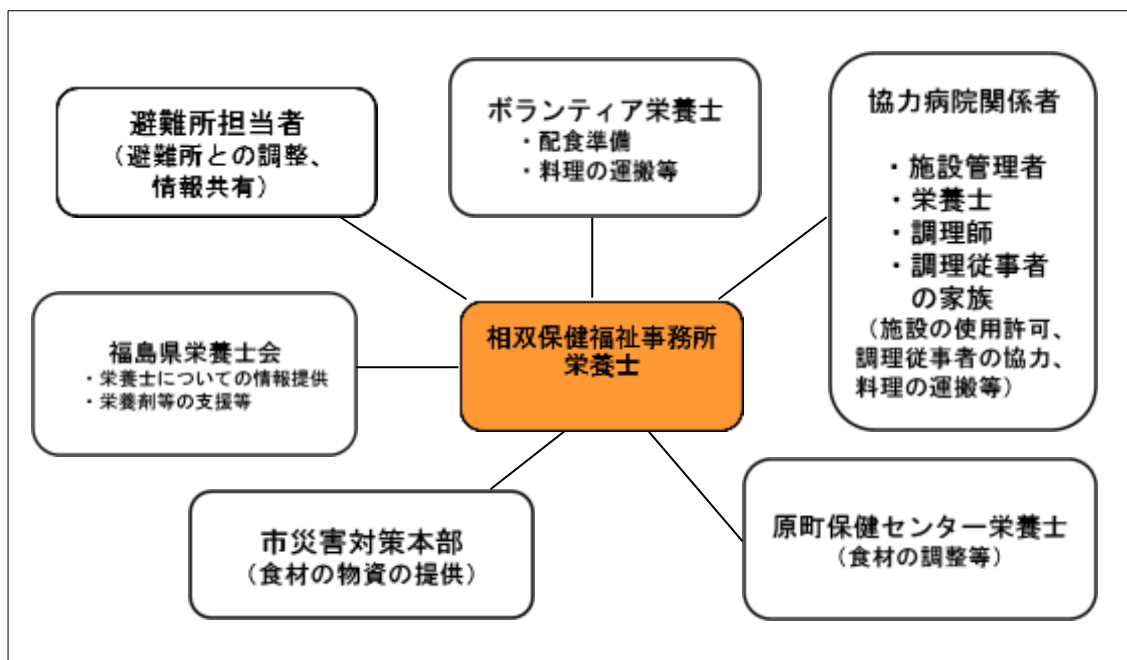 避難所担当者
（避難所との調整、
情報共有）
ボランティア栄養士
・配食準備
・料理の運搬等
協力病院関係者
・施設管理者
・栄養士
・調理師
・調理従事者
の家族
（施設の使用許可、
調理従事者の協力、
料理の運搬等）
相双保健福祉事務所
栄養士
福島県栄養士会
・栄養士についての情報提供
・栄養剤等の支援等
市災害対策本部
（食材の物資の提供）
原町保健センター栄養士
（食材の調整等）